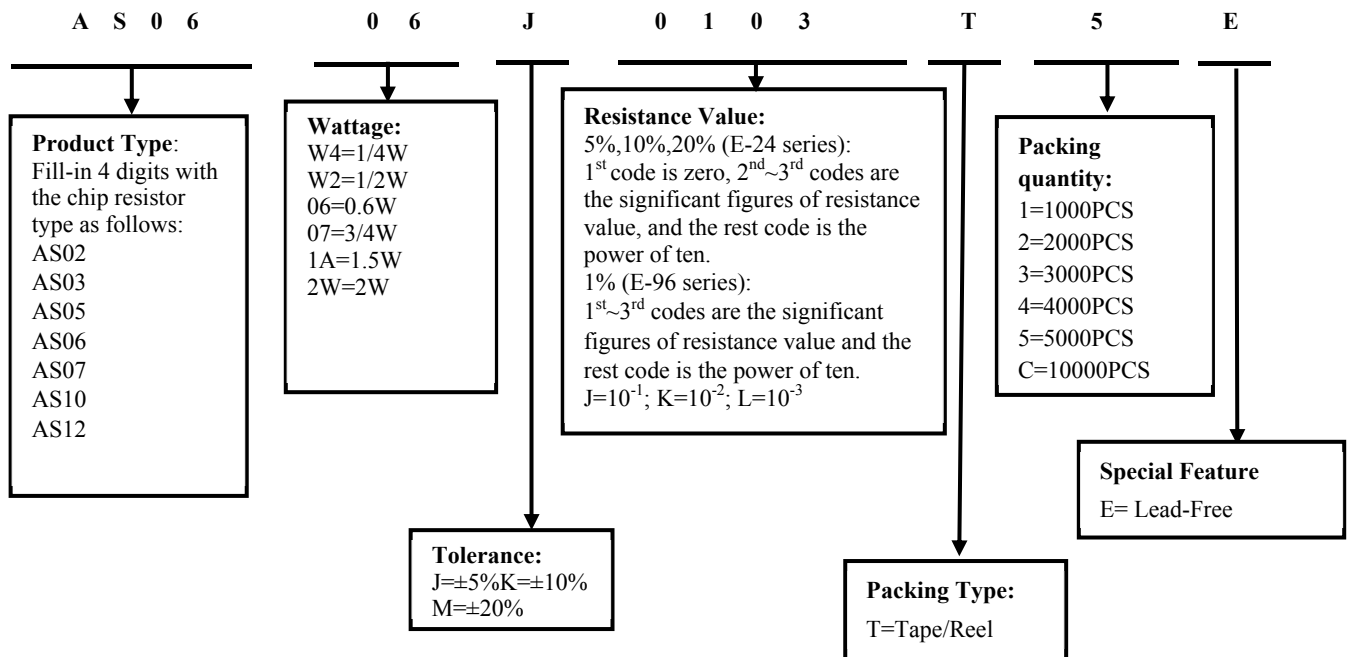 A S 0 6 0 6 J 0 1 0 3 T 5 E
Product Type:
Fill-in 4 digits with
the chip resistor
type as follows:
AS02
AS03
AS05
AS06
AS07
AS10
AS12
Wattage:
W4=1/4W
W2=1/2W
06=0.6W
07=3/4W
1A=1.5W
2W=2W
Tolerance:
J=±5%K=±10%
M=±20%
Resistance Value:
5%,10%,20% (E-24 series):
1st code is zero, 2nd~3rd codes are
the significant figures of resistance
value, and the rest code is the
power of ten.
1% (E-96 series):
1st~3rd codes are the significant
figures of resistance value and the
rest code is the power of ten.
J=10-1; K=10-2; L=10-3
Packing Type:
T=Tape/Reel
Packing
quantity:
1=1000PCS
2=2000PCS
3=3000PCS
4=4000PCS
5=5000PCS
C=10000PCS
Special Feature
E= Lead-Free